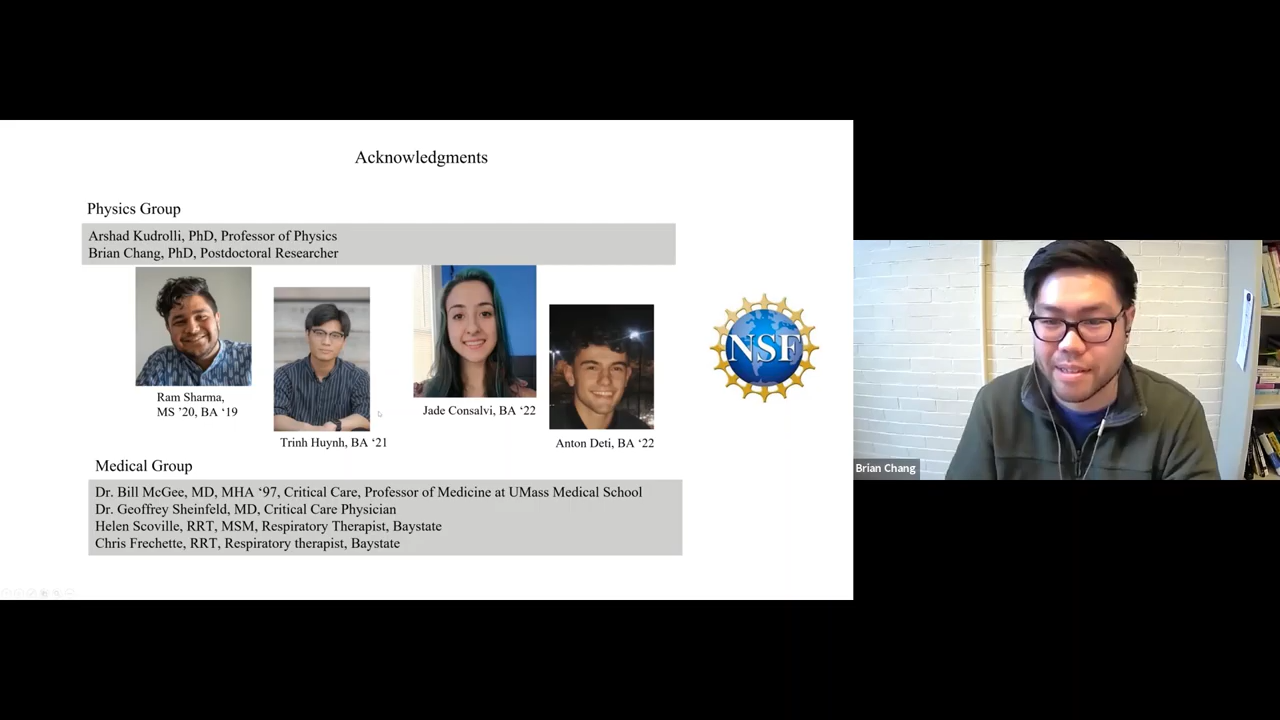 Acknowledgments
Physics Group
Arshad Kudrolli, PhD, Professor of Physics
Brian Chang, PhD, Postdoctoral Researcher
Ram Sharma,
MS ’20, BA ‘19
Trinh Huynh, BA ‘21
Jade Consalvi, BA ‘22
Anton Deti, BA ‘22
NSF
Medical Group
Dr. Bill McGee, MD, MHA ‘97, Critical Care, Professor of Medicine at UMass Medical School
Dr. Geoffrey Sheinfeld, MD, Critical Care Physician
Helen Scoville, RRT, MSM, Respiratory Therapist, Baystate
Chris Frechette, RRT, Respiratory therapist, Baystate
Brian Chang